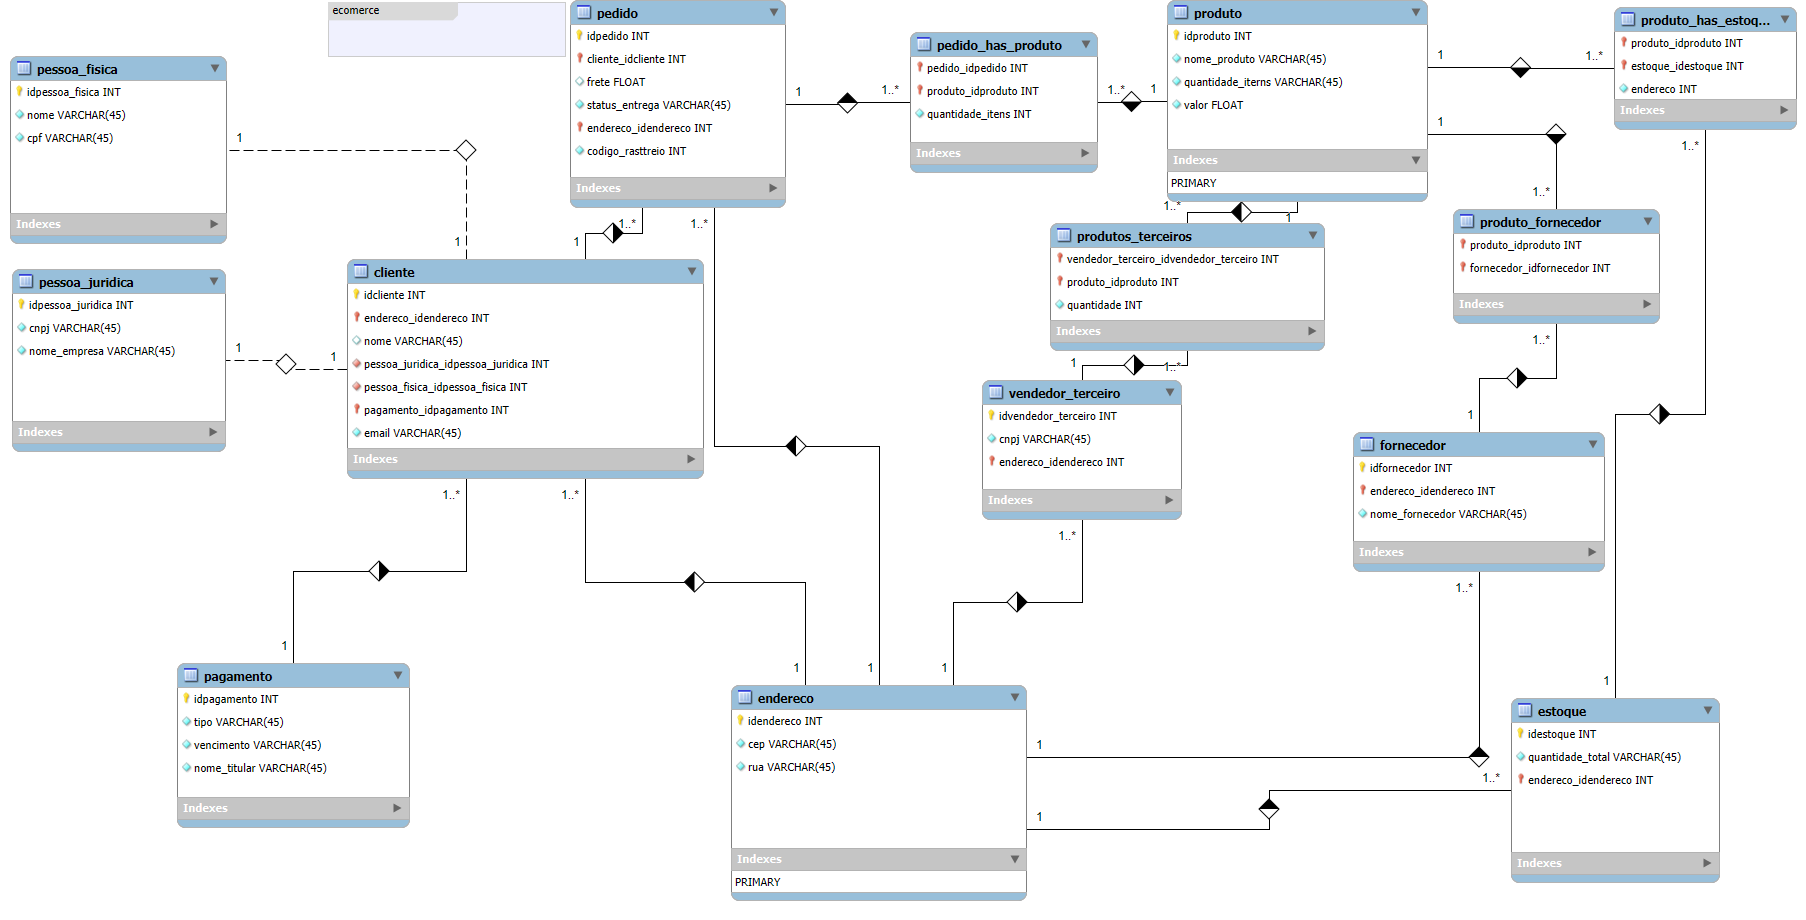 ecomerce
pessoa_fisica
idpessoa_fisica INT
nome VARCHAR(45)
cpf VARCHAR(45)
Indexes
pessoa_juridica
idpessoa_juridica INT
cnpj VARCHAR(45)
nome_empresa VARCHAR(45)
Indexes
pedido
idpedido INT
cliente_idcliente INT
frete FLOAT
status_entrega VARCHAR(45)
endereco_idendereco INT
codigo_rasttreio INT
Indexes
pedido_has_produto
pedido_idpedido INT
produto_idproduto INT
quantidade_itens INT
Indexes
produto
idproduto INT
nome_produto VARCHAR(45)
quantidade_iterns VARCHAR(45)
valor FLOAT
Indexes
PRIMARY
produto_has_estoq...
produto_idproduto INT
estoque_idestoque INT
endereco INT
Indexes
cliente
idcliente INT
endereco_idendereco INT
nome VARCHAR(45)
pessoa_juridica_idpessoa_juridica INT
pessoa_fisica_idpessoa_fisica INT
pagamento_idpagamento INT
email VARCHAR(45)
Indexes
produtos_terceiros
vendedor_terceiro_idvendedor_terceiro INT
produto_idproduto INT
quantidade INT
Indexes
produto_fornecedor
produto_idproduto INT
fornecedor_idfornecedor INT
Indexes
vendedor_terceiro
idvendedor_terceiro INT
cnpj VARCHAR(45)
endereco_idendereco INT
Indexes
fornecedor
idfornecedor INT
endereco_idendereco INT
nome_fornecedor VARCHAR(45)
Indexes
pagamento
idpagamento INT
tipo VARCHAR(45)
vencimento VARCHAR(45)
nome_titular VARCHAR(45)
Indexes
endereco
idendereco INT
cep VARCHAR(45)
rua VARCHAR(45)
Indexes
PRIMARY
estoque
idestoque INT
quantidade_total VARCHAR(45)
endereco_idendereco INT
Indexes
1
1
1
1
1
1..*
1..*
1
1..*
1..*
1
1
1..*
1
1..*
1..*
1
1
1..*
1..*
1
1..*
1..*
1
1..*
1
1
1
1
1..*
1
1..*
1
1